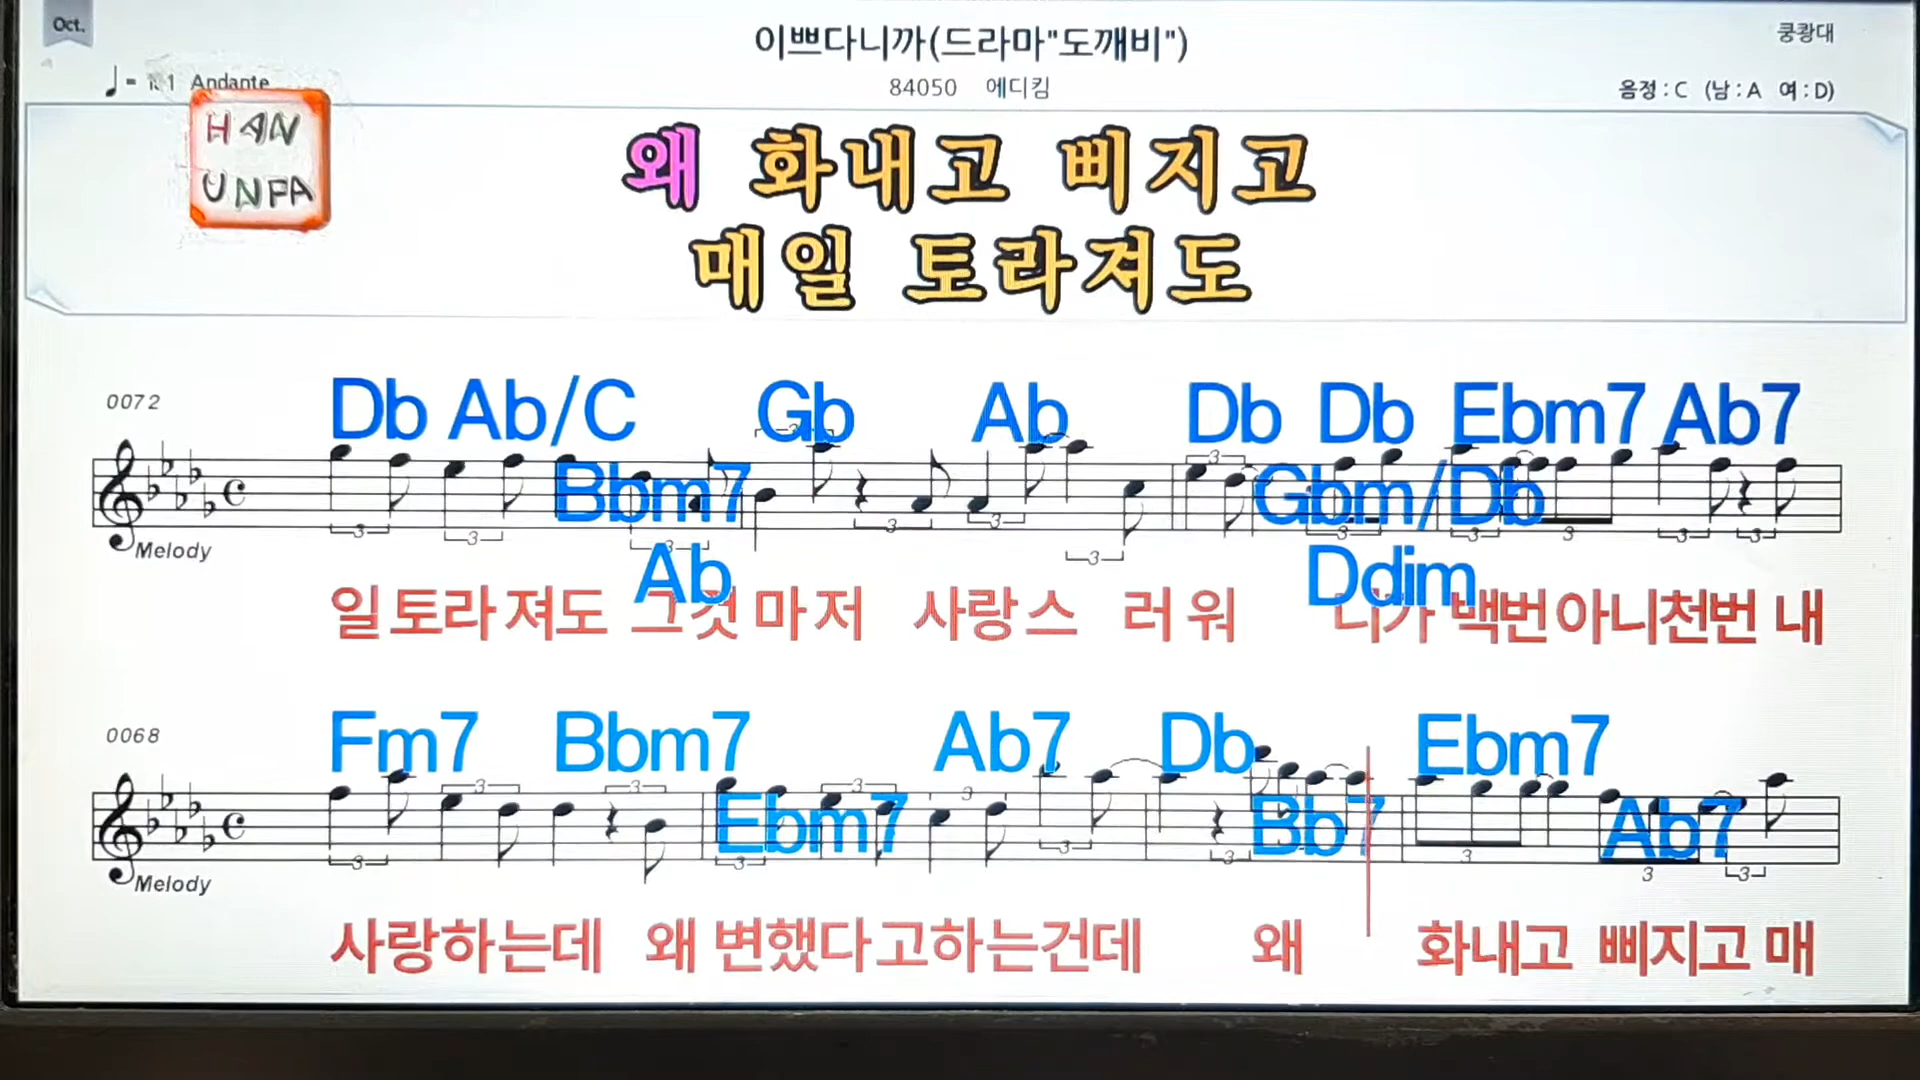 Oct.
이쁘다니까(드라마"도깨비")
쿵쾅대
Andante
84050 에디킴
음정 : C (남 : A 여 : D)
HAN
UNFA
왜 화내고 삐지고
매일 토라져도
0072
Db Ab/C Gb Ab Db Db Ebm7 Ab7
Bbm7 Gbm/Db
Melody
Ab Ddim
일토라져도 그것마저 사랑스 러워 니가 백번아니천번 내
0068
Fm7 Bbm7 Ab7 Db Ebm7
Ebm7 Bb7 Ab7
Melody
사랑하는데 왜 변했다고하는건데 왜 화내고 삐지고 매